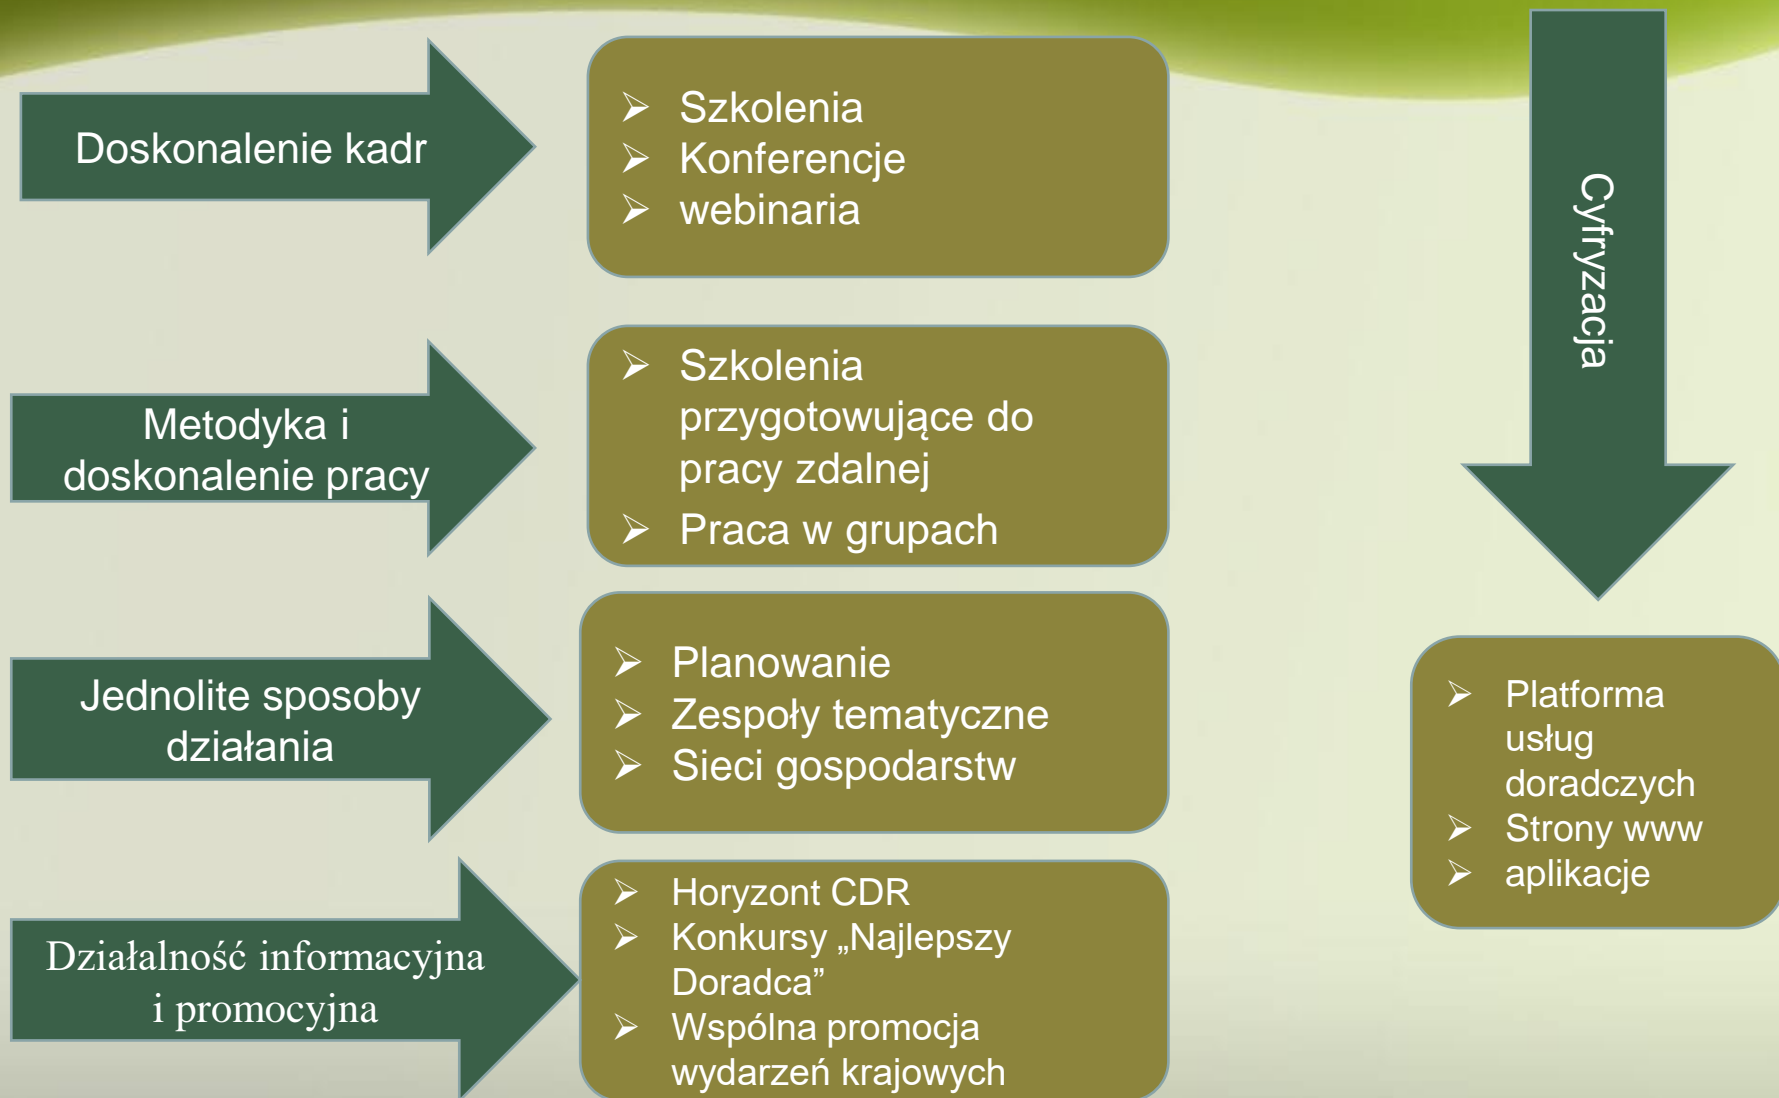 Doskonalenie kadr
➢ Szkolenia
➢ Konferencje
➢ webinaria
Metodyka i
doskonalenie pracy
➢ Szkolenia
przygotowujące do
pracy zdalnej
➢ Praca w grupach
Jednolite sposoby
działania
➢ Planowanie
➢ Zespoły tematyczne
➢ Sieci gospodarstw
Działalność informacyjna
i promocyjna
➢ Horyzont CDR
➢ Konkursy „Najlepszy
Doradca”
➢ Wspólna promocja
wydarzeń krajowych
Cyfryzacja
➢ Platforma
usług
doradczych
➢ Strony www
➢ aplikacje